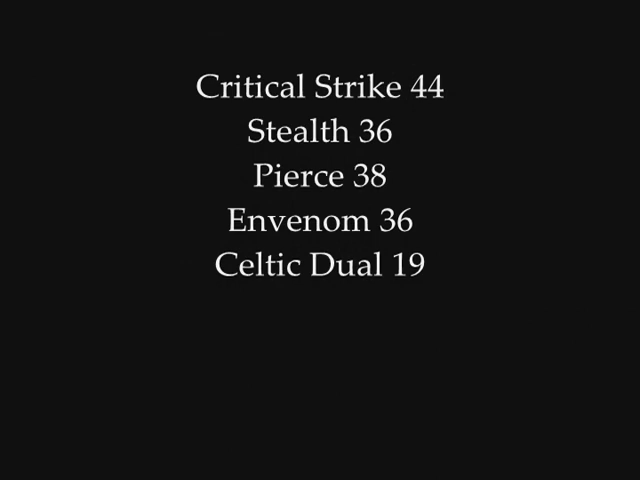 Critical Strike 44
Stealth 36
Pierce 38
Envenom 36
Celtic Dual 19